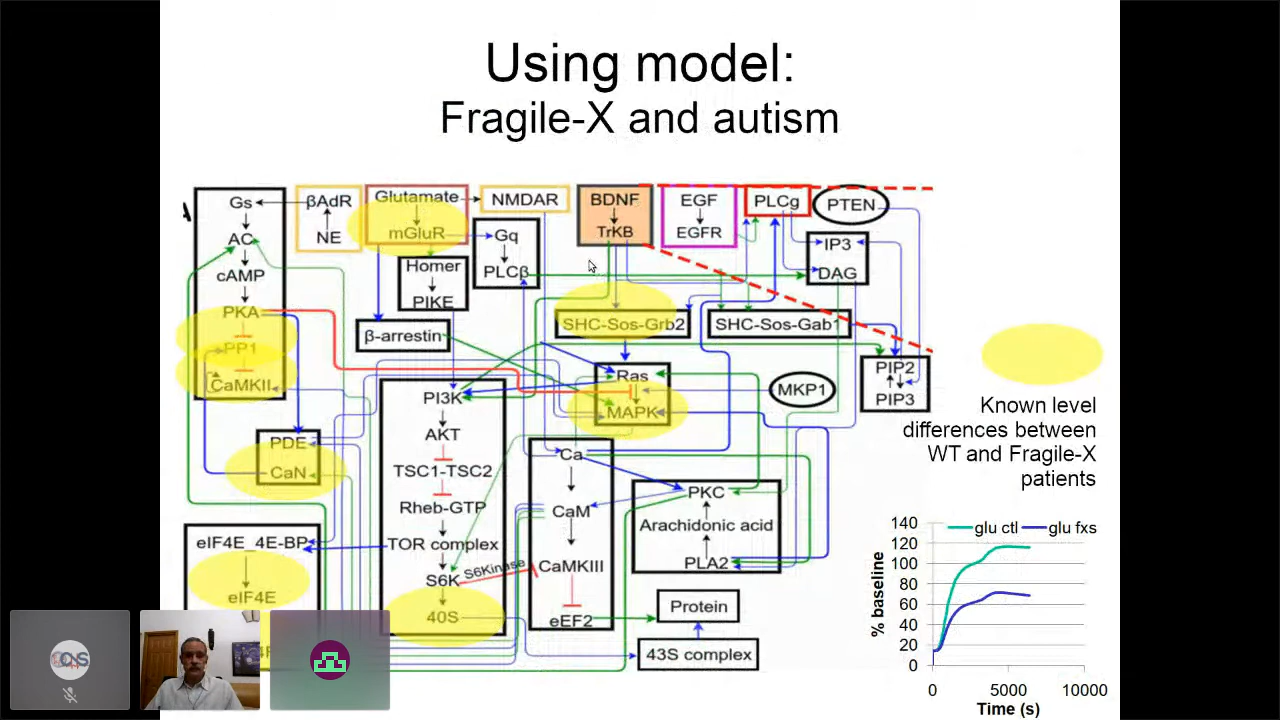 Using model:
Fragile-X and autism
Gs
βAdR
Glutamate
NMDAR
BDNF
EGF
PLCg
PTEN
AC
NE
mGluR
Gq
TrKB
EGFR
IP3
cAMP
Homer
PLCβ
DAG
PKA
PIKE
PP1
β-arrestin
SHC-Sos-Grb2
SHC-Sos-Gab1
CaMKII
Ras
PIP2
PI3K
MKP1
PIP3
MAPK
PDE
AKT
Ca
CaN
TSC1-TSC2
PKC
Rheb-GTP
CaM
Arachidonic acid
eIF4E_4E-BP
TOR complex
PLA2
S6K
S6Kinase
CaMKIII
eIF4E
40S
eEF2
Protein
43S complex
Known level
differences between
WT and Fragile-X
patients
glu ctl
glu fxs
140
120
100
80
60
40
20
0
% baseline
0
5000
10000
Time (s)